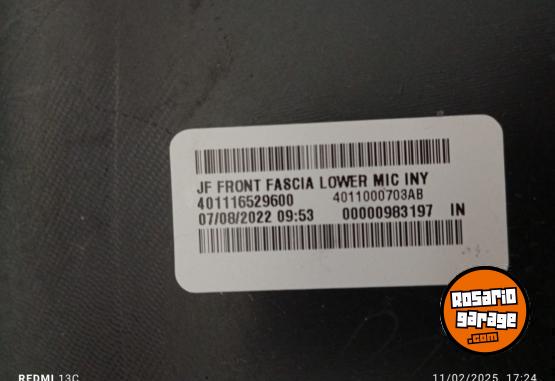 JF FRONT FASCIA LOWER MIC INY
401116529600 4011000703AB
07/08/2022 09:53 00000983197 IN
Rosario
garage
.com
REDMI 13C 11/02/2025 17:24